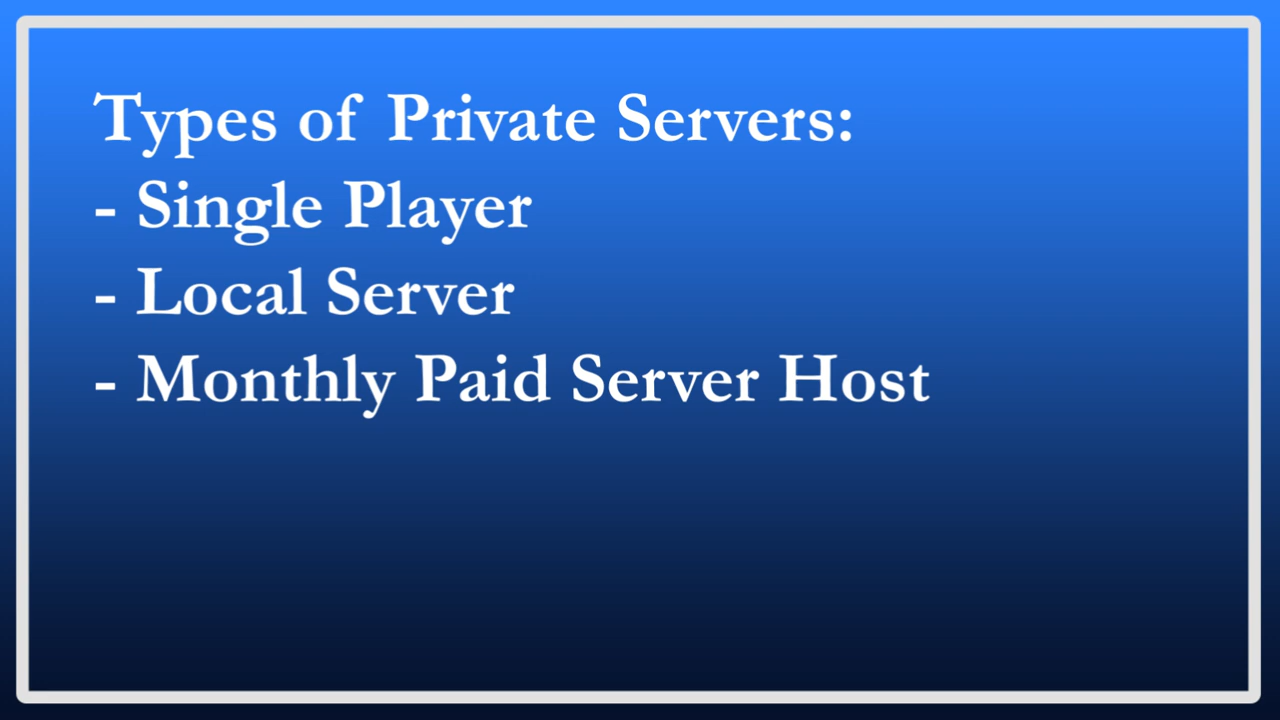 Types of Private Servers:
- Single Player
- Local Server
- Monthly Paid Server Host